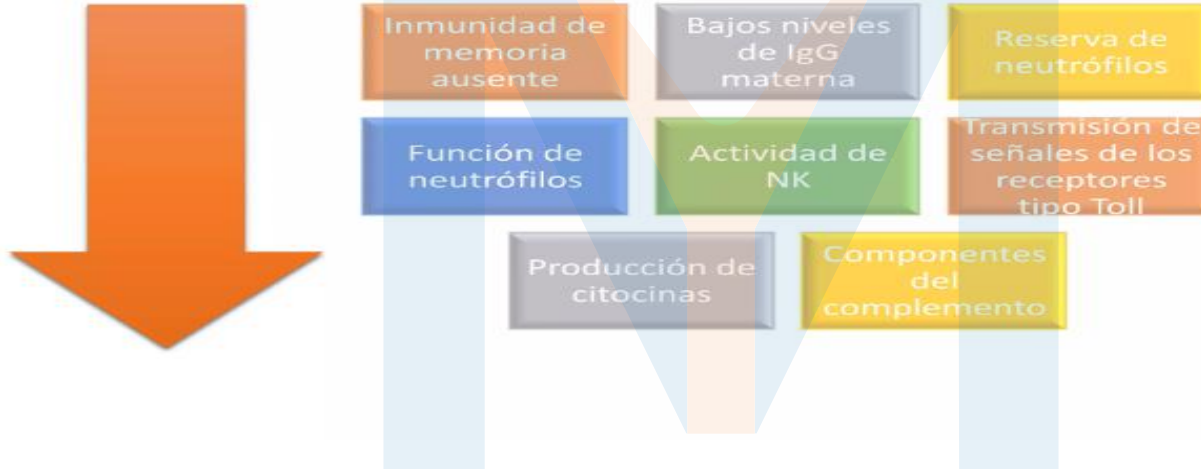 Inmunidad de
memoria
ausente
Bajos niveles
de IgG
materna
Reserva de
neutrófilos
Función de
neutrófilos
Actividad de
NK
Transmisión de
señales de los
receptores
tipo Toll
Producción de
citocinas
Componentes
del
complemento